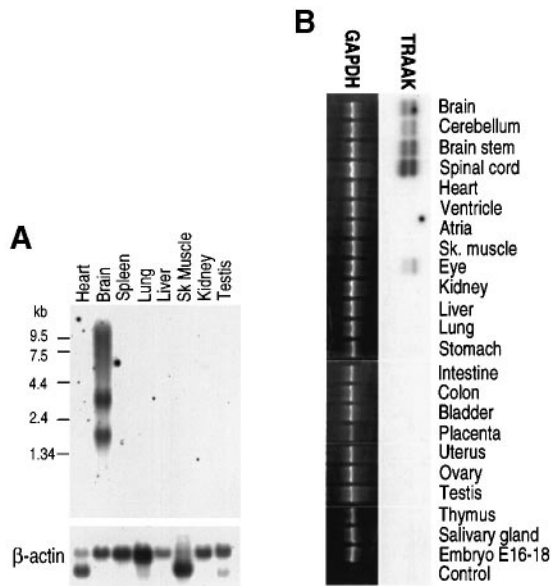 A
Heart
Brain
Spleen
Lung
Liver
Sk Muscle
Kidney
Testis
kb
9.5
7.5
4.4
2.4
1.34
β-actin
B
GAPDH
TRAAK
Brain
Cerebellum
Brain stem
Spinal cord
Heart
Ventricle
Atria
Sk. muscle
Eye
Kidney
Liver
Lung
Stomach
Intestine
Colon
Bladder
Placenta
Uterus
Ovary
Testis
Thymus
Salivary gland
Embryo E16-18
Control